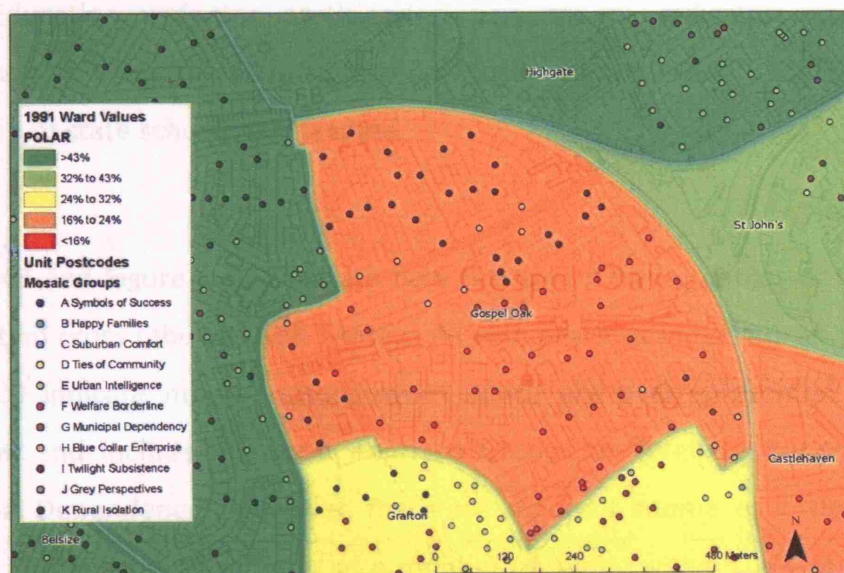 Highgate
1991 Ward Values
POLAR
>43%
32% to 43%
24% to 32%
16% to 24%
<16%
Unit Postcodes
Mosaic Groups
A Symbols of Success
B Happy Families
C Suburban Comfort
D Ties of Community
E Urban Intelligence
F Welfare Borderline
G Municipal Dependency
H Blue Collar Enterprise
I Twilight Subsistence
J Grey Perspectives
K Rural Isolation
St.John's
Gospel Oak
Castlehaven
Grafton
Belsize
N
0 120 240 480 Meters